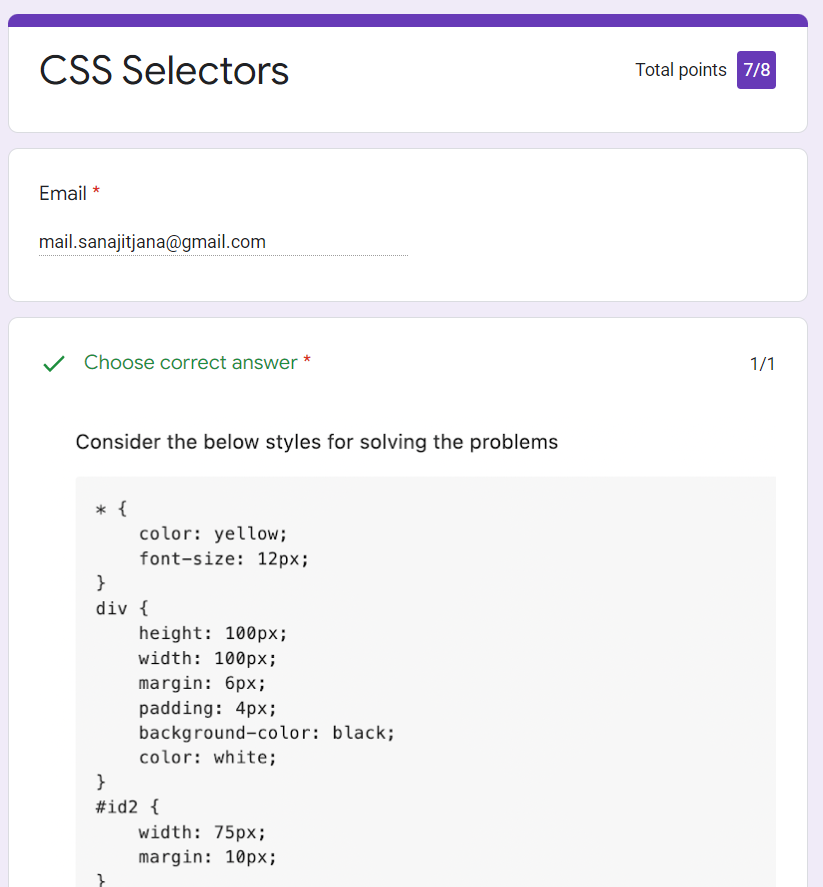 CSS Selectors
Total points 7/8
Email *
mail.sanajitjana@gmail.com
Choose correct answer *
1/1
Consider the below styles for solving the problems
* {
    color: yellow;
    font-size: 12px;
}
div {
    height: 100px;
    width: 100px;
    margin: 6px;
    padding: 4px;
    background-color: black;
    color: white;
}
#id2 {
    width: 75px;
    margin: 10px;
}